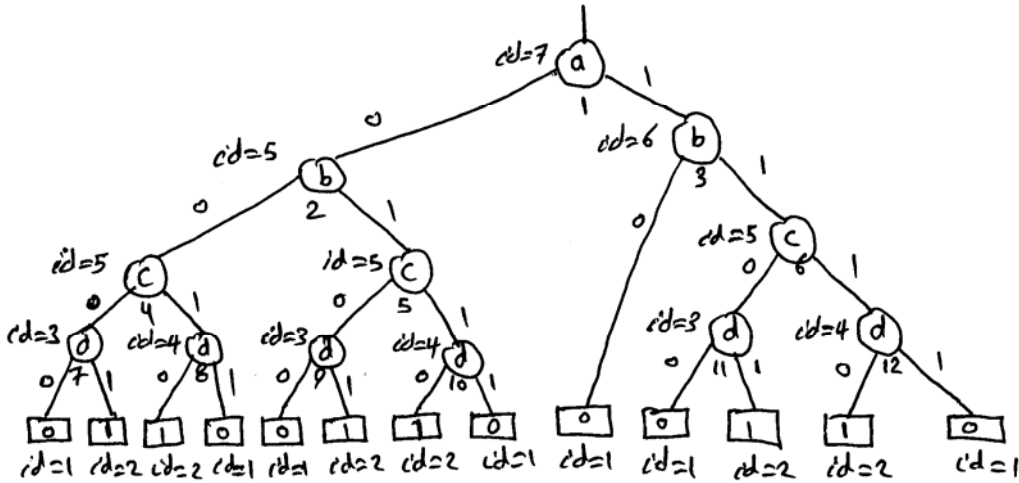 id=7 a 1
1
0 id=6 b
id=5 b 3 1
0 2 1 0 id=5 c
id=5 c id=5 c 0 6 1
0 4 1 0 5 1
id=3 d id=4 d id=3 d id=4 d id=3 d id=4 d
0 7 1 0 8 1 0 9 1 0 10 1 0 11 1 0 12 1
0 1 1 0 0 1 1 0 0 0 1 1 0
id=1 id=2 id=2 id=1 id=1 id=2 id=2 id=1 id=1 id=1 id=2 id=2 id=1